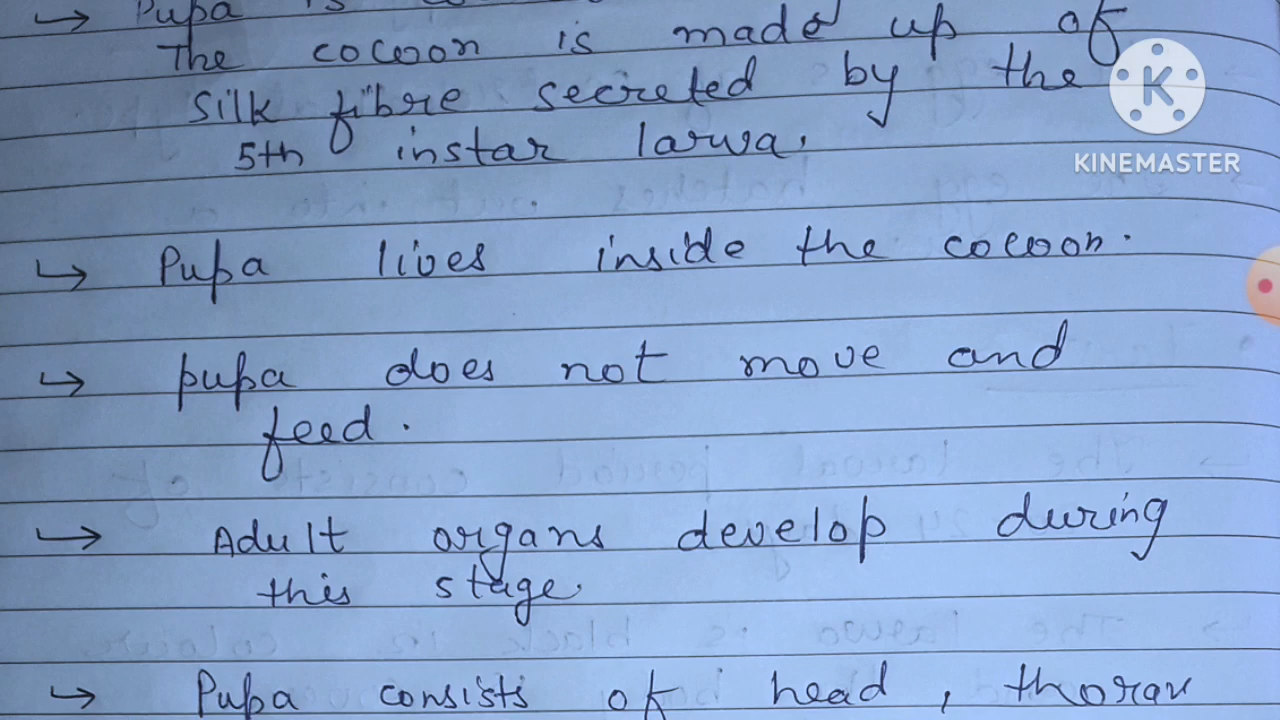 → Pupa is
The cocoon is made up of
silk fibre secreted by the
5th instar larva.
→ Pupa lives inside the cocoon.
→ pupa does not move and
feed.
→ Adult organs develop during
this stage.
→ Pupa consists of head, thorax
K
KINEMASTER